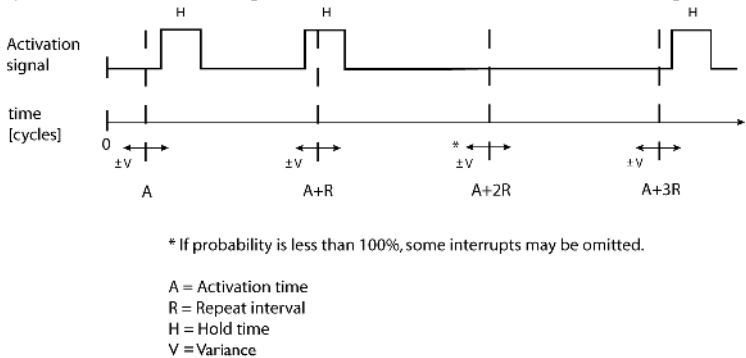 H H H
Activation
signal
time
[cycles]
0
±V ±V * ±V ±V
A A+R A+2R A+3R
* If probability is less than 100%, some interrupts may be omitted.
A = Activation time
R = Repeat interval
H = Hold time
V = Variance